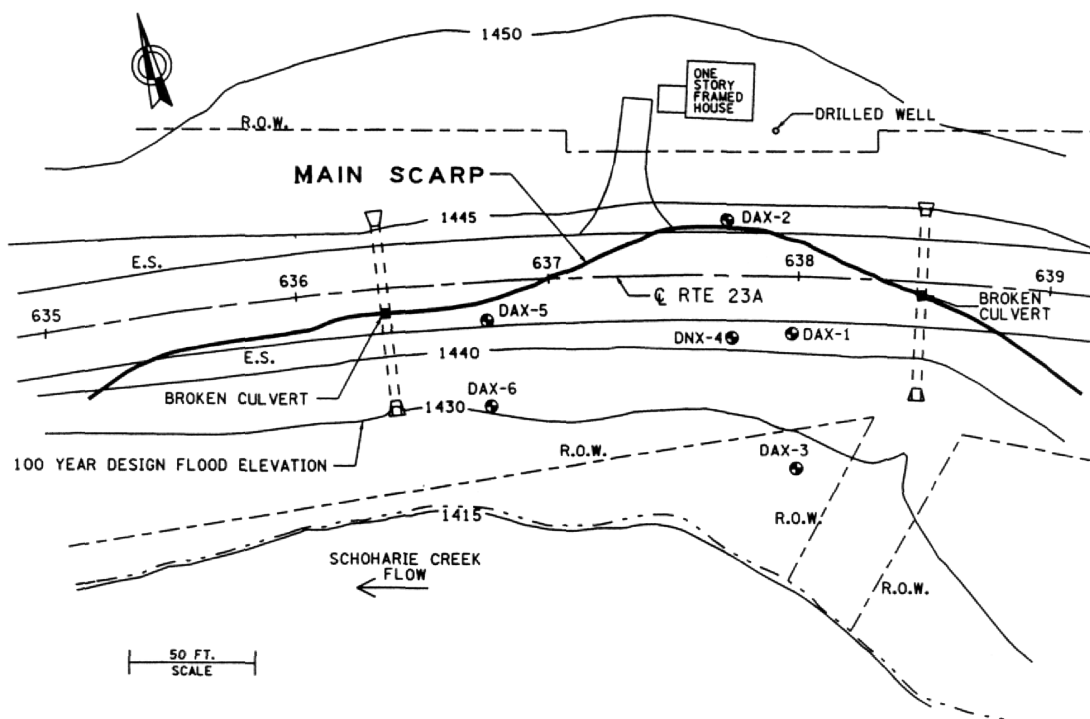 1450
ONE
STORY
FRAMED
HOUSE
DRILLED WELL
R.O.W.
MAIN SCARP
1445
DAX-2
E.S.
637
638
636
639
635
℄ RTE 23A
BROKEN
CULVERT
DAX-5
DNX-4
DAX-1
E.S.
1440
BROKEN CULVERT
DAX-6
1430
100 YEAR DESIGN FLOOD ELEVATION
R.O.W.
DAX-3
1415
R.O.W.
SCHOHARIE CREEK
FLOW
R.O.W.
50 FT.
SCALE